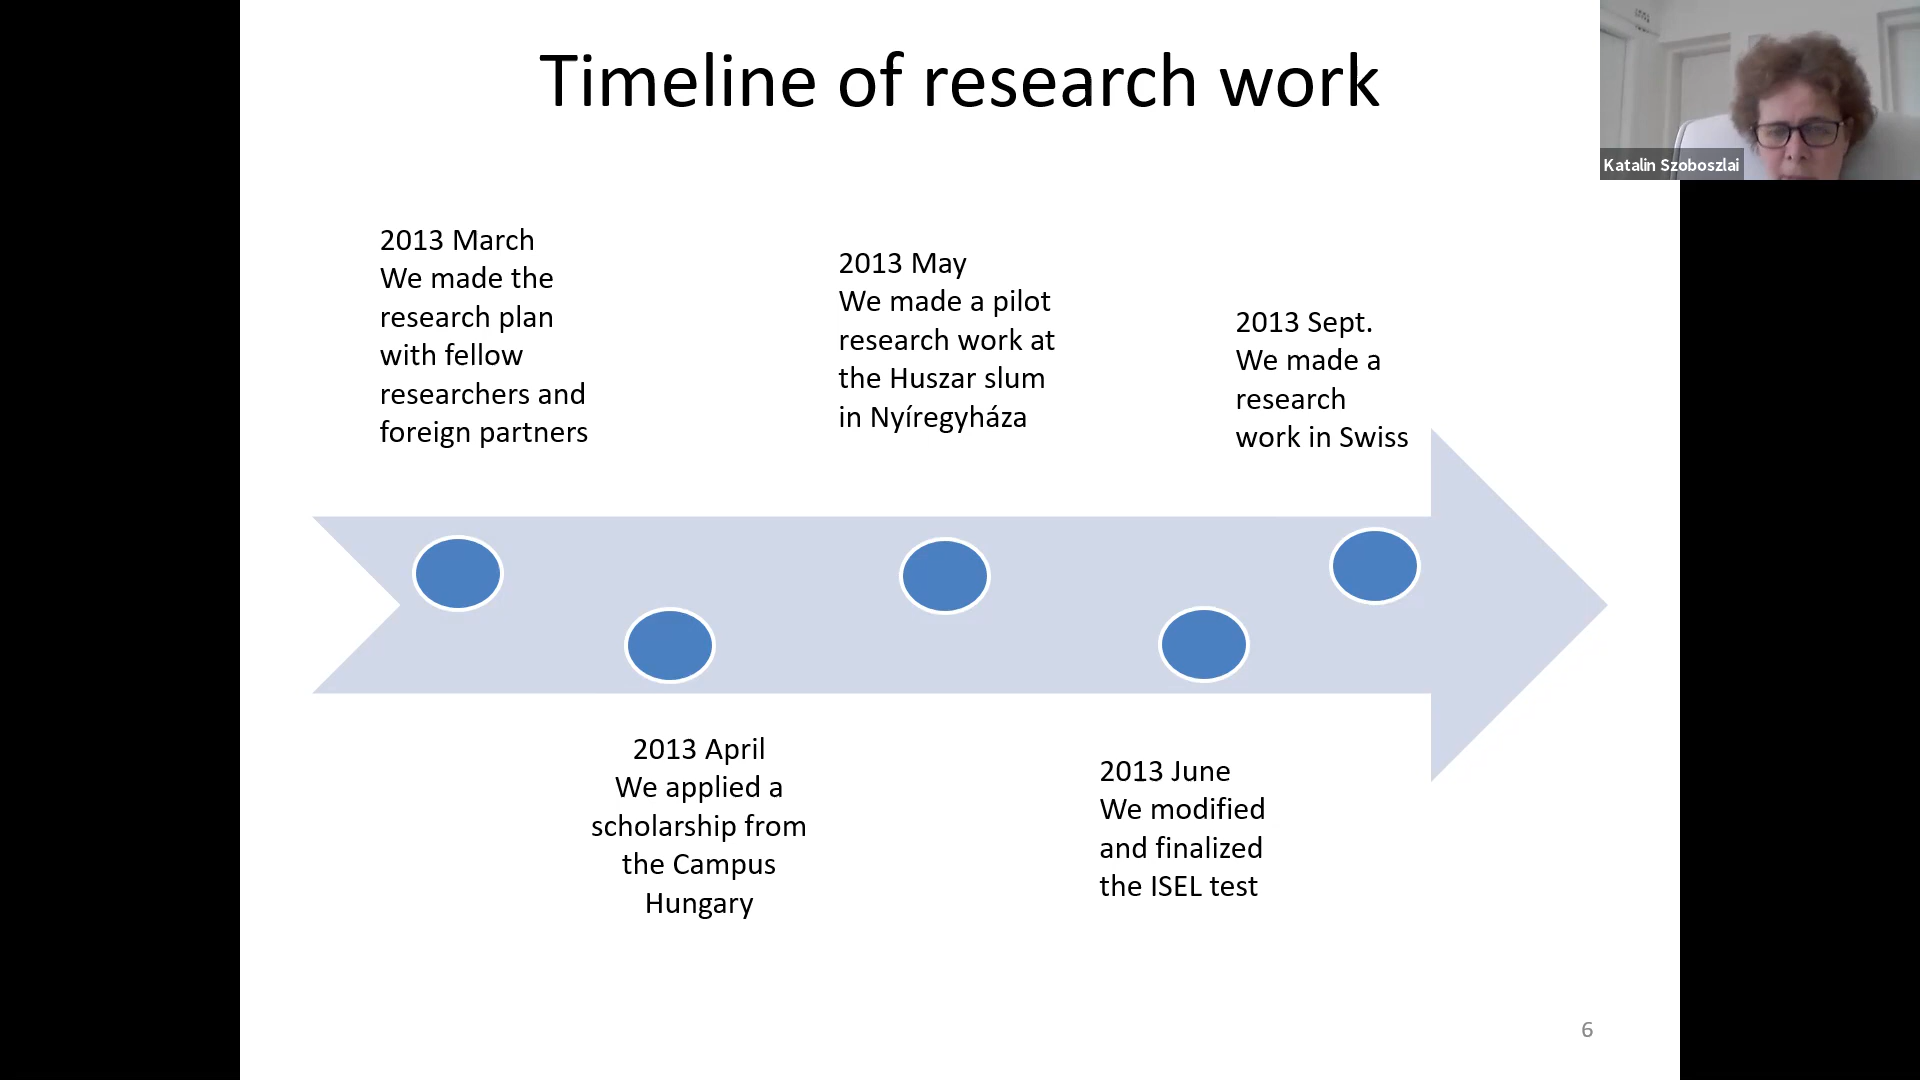 Timeline of research work
Katalin Szoboszlai
2013 March
We made the
research plan
with fellow
researchers and
foreign partners
2013 May
We made a pilot
research work at
the Huszar slum
in Nyíregyháza
2013 Sept.
We made a
research
work in Swiss
2013 April
We applied a
scholarship from
the Campus
Hungary
2013 June
We modified
and finalized
the ISEL test
6